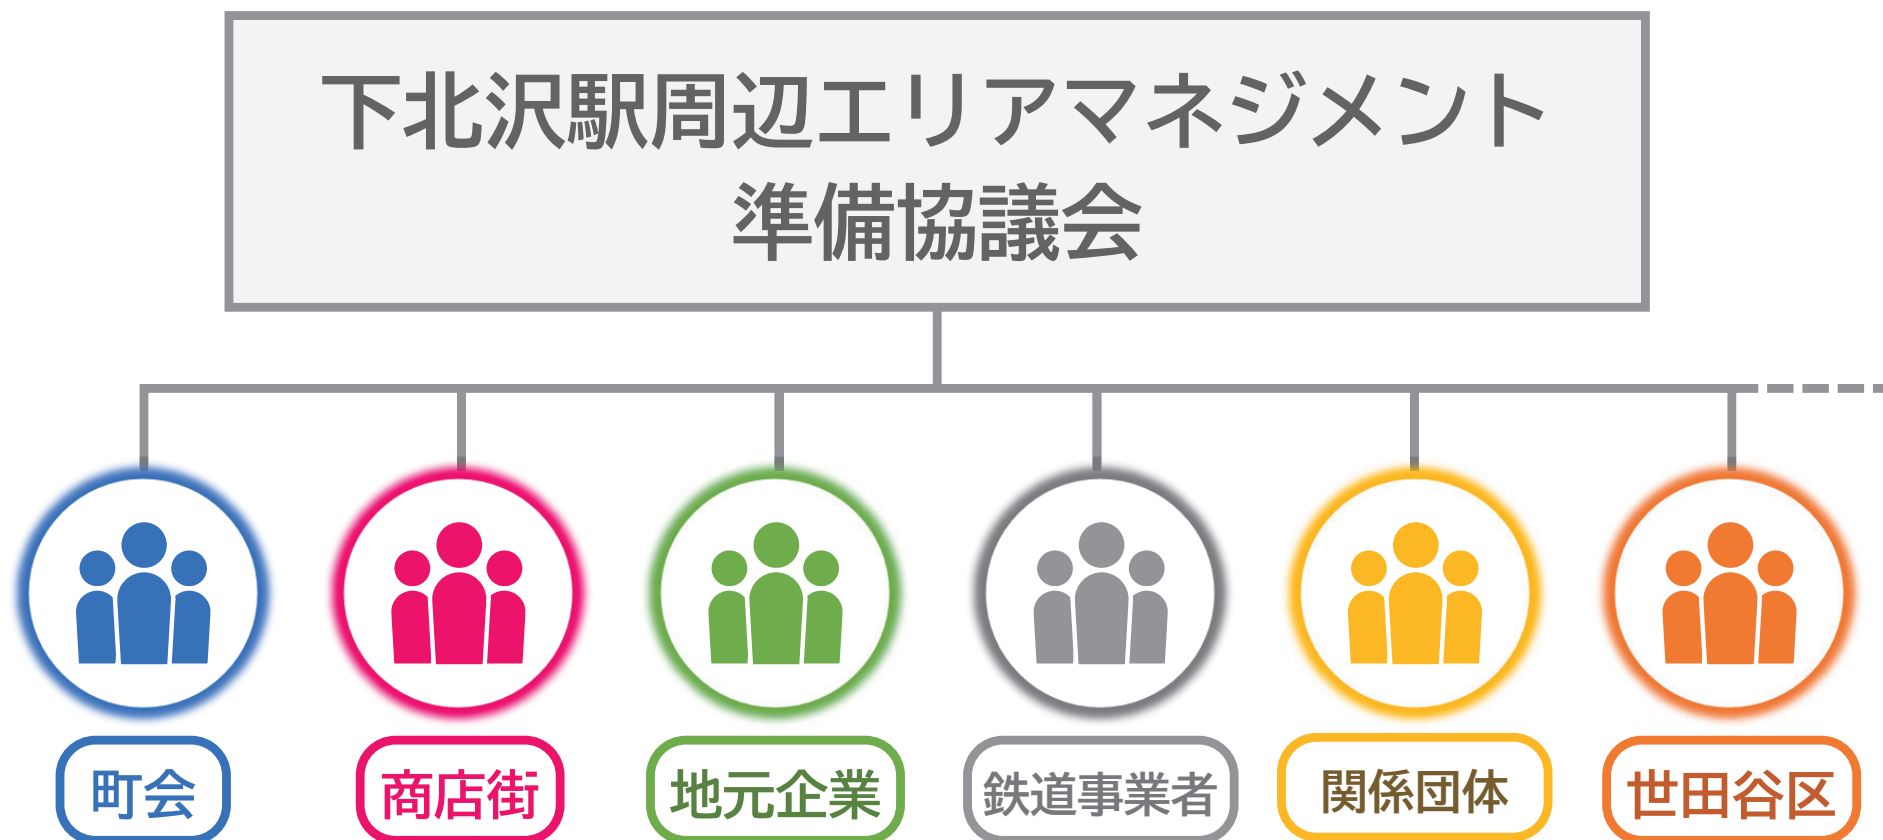 下北沢駅周辺エリアマネジメント
準備協議会
町会
商店街
地元企業
鉄道事業者
関係団体
世田谷区